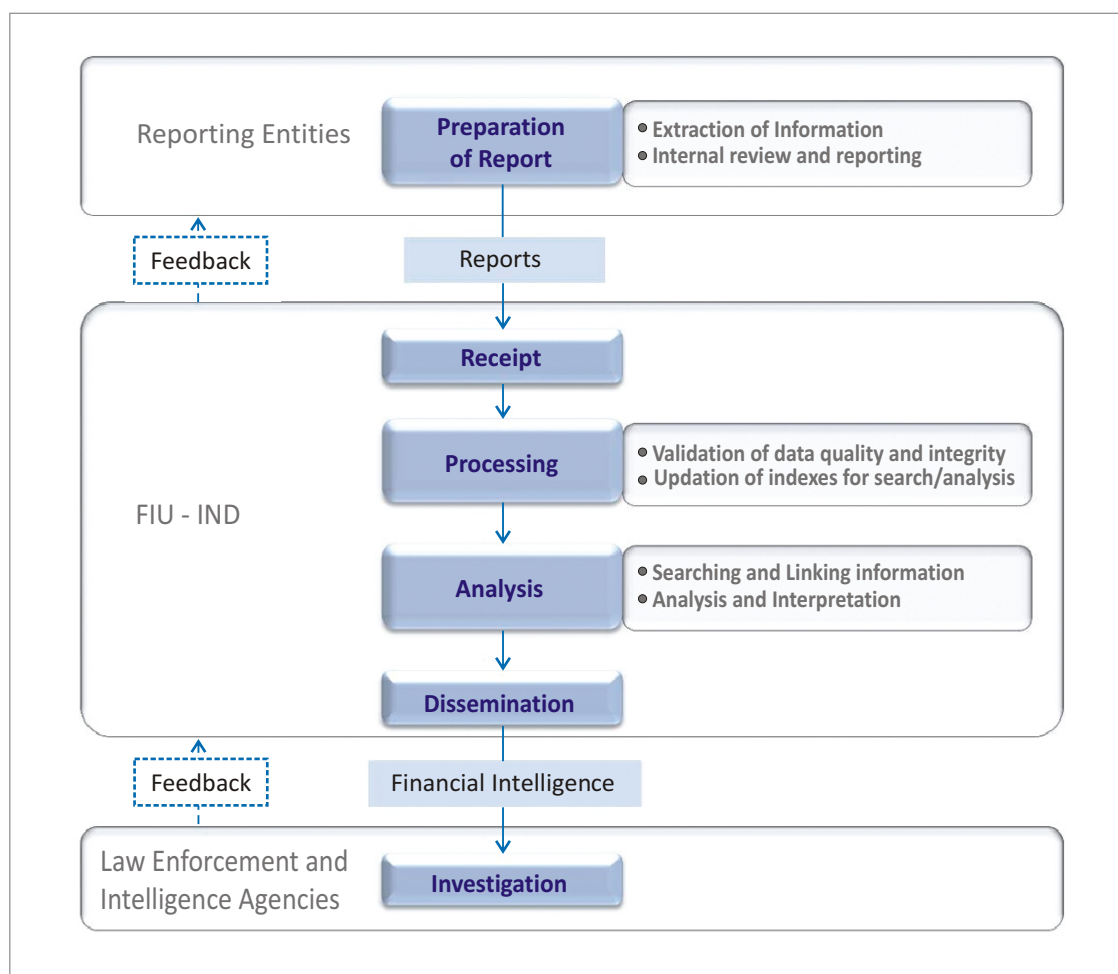 Reporting Entities
Preparation
of Report
• Extraction of Information
• Internal review and reporting
Feedback
Reports
FIU - IND
Receipt
Processing
• Validation of data quality and integrity
• Updation of indexes for search/analysis
Analysis
• Searching and Linking information
• Analysis and Interpretation
Dissemination
Feedback
Financial Intelligence
Law Enforcement and
Intelligence Agencies
Investigation